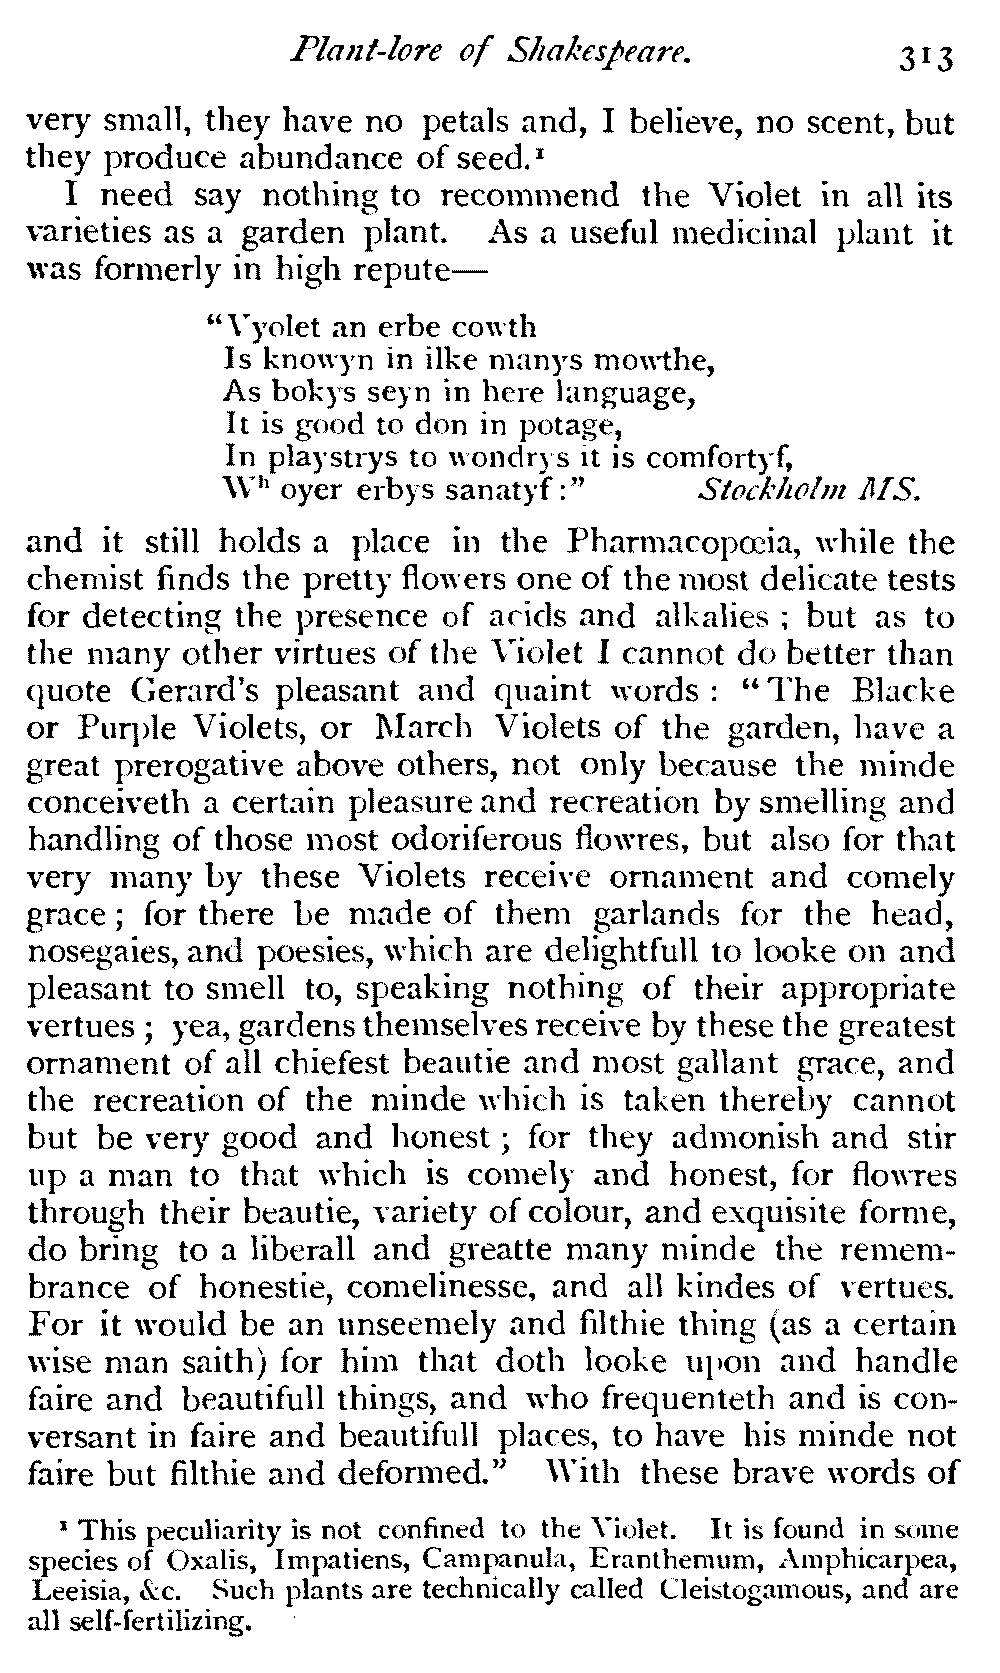 Plant-lore of Shakespeare. 313
very small, they have no petals and, I believe, no scent, but
they produce abundance of seed.¹
I need say nothing to recommend the Violet in all its
varieties as a garden plant. As a useful medicinal plant it
was formerly in high repute—
“Vyolet an erbe cowth
Is knowyn in ilke manys mowthe,
As bokys seyn in here language,
It is good to don in potage,
In playstrys to wondrys it is comfortyf,
Wʰ oyer erbys sanatyf :” Stockholm MS.
and it still holds a place in the Pharmacopœia, while the
chemist finds the pretty flowers one of the most delicate tests
for detecting the presence of acids and alkalies ; but as to
the many other virtues of the Violet I cannot do better than
quote Gerard's pleasant and quaint words : “The Blacke
or Purple Violets, or March Violets of the garden, have a
great prerogative above others, not only because the minde
conceiveth a certain pleasure and recreation by smelling and
handling of those most odoriferous flowres, but also for that
very many by these Violets receive ornament and comely
grace ; for there be made of them garlands for the head,
nosegaies, and poesies, which are delightfull to looke on and
pleasant to smell to, speaking nothing of their appropriate
vertues ; yea, gardens themselves receive by these the greatest
ornament of all chiefest beautie and most gallant grace, and
the recreation of the minde which is taken thereby cannot
but be very good and honest ; for they admonish and stir
up a man to that which is comely and honest, for flowres
through their beautie, variety of colour, and exquisite forme,
do bring to a liberall and greatte many minde the remem-
brance of honestie, comelinesse, and all kindes of vertues.
For it would be an unseemely and filthie thing (as a certain
wise man saith) for him that doth looke upon and handle
faire and beautifull things, and who frequenteth and is con-
versant in faire and beautifull places, to have his minde not
faire but filthie and deformed.” With these brave words of
¹ This peculiarity is not confined to the Violet. It is found in some
species of Oxalis, Impatiens, Campanula, Eranthemum, Amphicarpea,
Leeisia, &c. Such plants are technically called Cleistogamous, and are
all self-fertilizing.